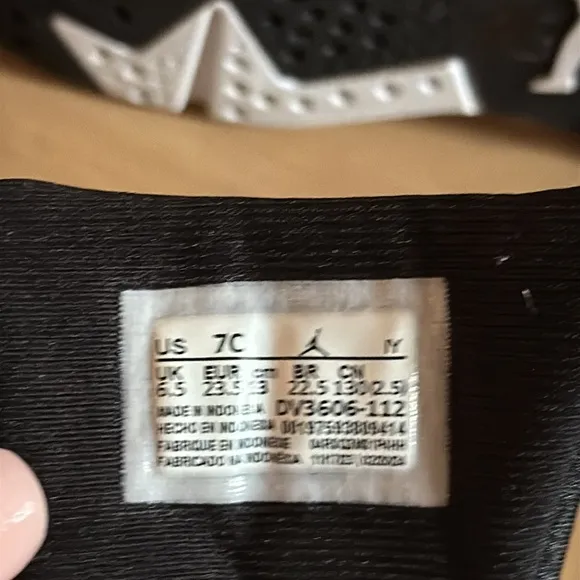 US 7C IY
UK EUR cm BR CN
6.5 23.5 13 22.5 130(2.5)
MADE IN INDONESIA DV3606-112
HECHO EN INDONESIA
FABRIQUE EN INDONESIE
FABRICADO NA INDONESIA